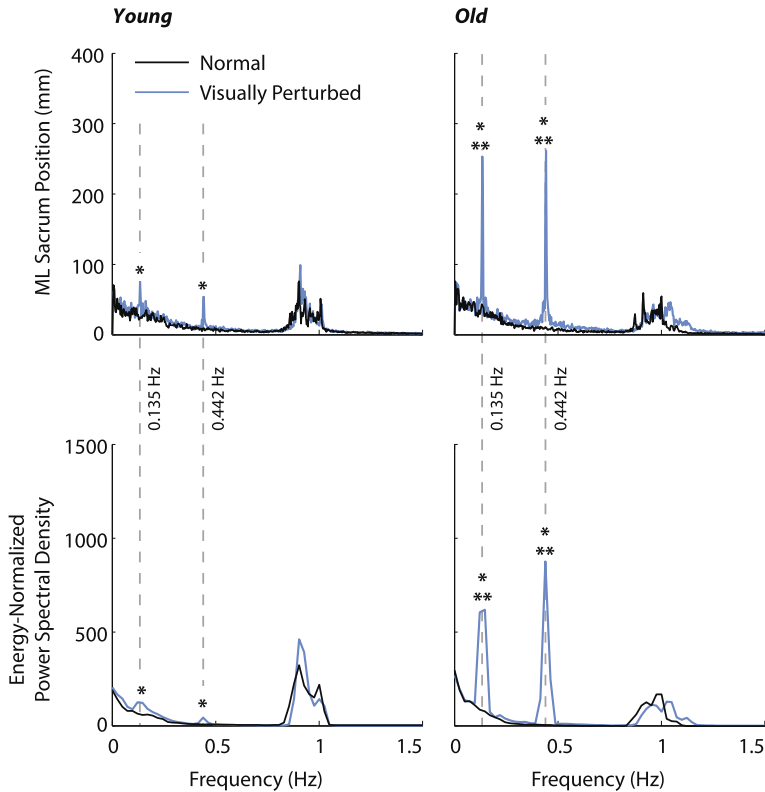 Young
Old
400
300
200
100
0
ML Sacrum Position (mm)
Normal
Visually Perturbed
*
*
*
**
*
**
0.135 Hz
0.442 Hz
0.135 Hz
0.442 Hz
1500
1000
500
0
Energy-Normalized
Power Spectral Density
*
*
*
**
*
**
0
0.5
1
1.5
0
0.5
1
1.5
Frequency (Hz)
Frequency (Hz)